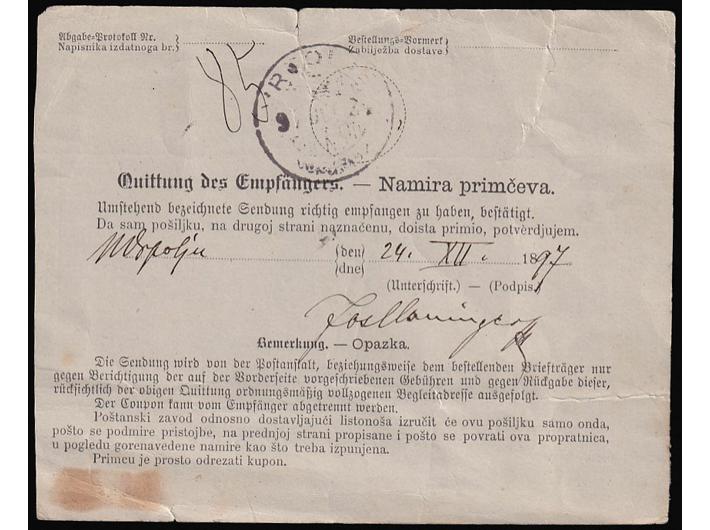 Abgabe-Protokoll Nr.
Napisnika izdatnoga br.
Bestellungs-Vormerk
Zabilježba dostave
85
Quittung des Empfängers. — Namira primčeva.
Umstehend bezeichnete Sendung richtig empfangen zu haben, bestätigt.
Da sam pošiljku, na drugoj strani naznačenu, doista primio, potvèrdjujem.
den
dne
24. XII. 1897
(Unterschrift.) — (Podpis.)
Bemerkung. — Opazka.
Die Sendung wird von der Postanstalt, beziehungsweise dem bestellenden Briefträger nur
gegen Berichtigung der auf der Vorderseite vorgeschriebenen Gebühren und gegen Rückgabe dieser,
rücksichtlich der obigen Quittung ordnungsmäßig vollzogenen Begleitadresse ausgefolgt.
Der Coupon kann vom Empfänger abgetrennt werden.
Poštanski zavod odnosno dostavljajući listonoša izručit će ovu pošiljku samo onda,
pošto se podmire pristojbe, na prednjoj strani propisane i pošto se povrati ova propratnica,
u pogledu gorenavedene namire kao što treba izpunjena.
Primcu je prosto odrezati kupon.